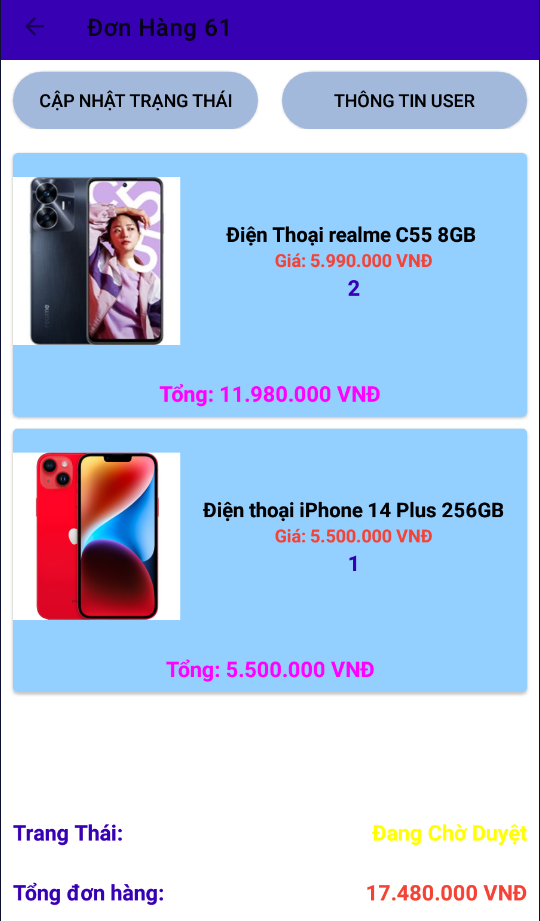 Đơn Hàng 61
CẬP NHẬT TRẠNG THÁI
THÔNG TIN USER
Điện Thoại realme C55 8GB
Giá: 5.990.000 VNĐ
2
Tổng: 11.980.000 VNĐ
Điện thoại iPhone 14 Plus 256GB
Giá: 5.500.000 VNĐ
1
Tổng: 5.500.000 VNĐ
Trang Thái: Đang Chờ Duyệt
Tổng đơn hàng: 17.480.000 VNĐ